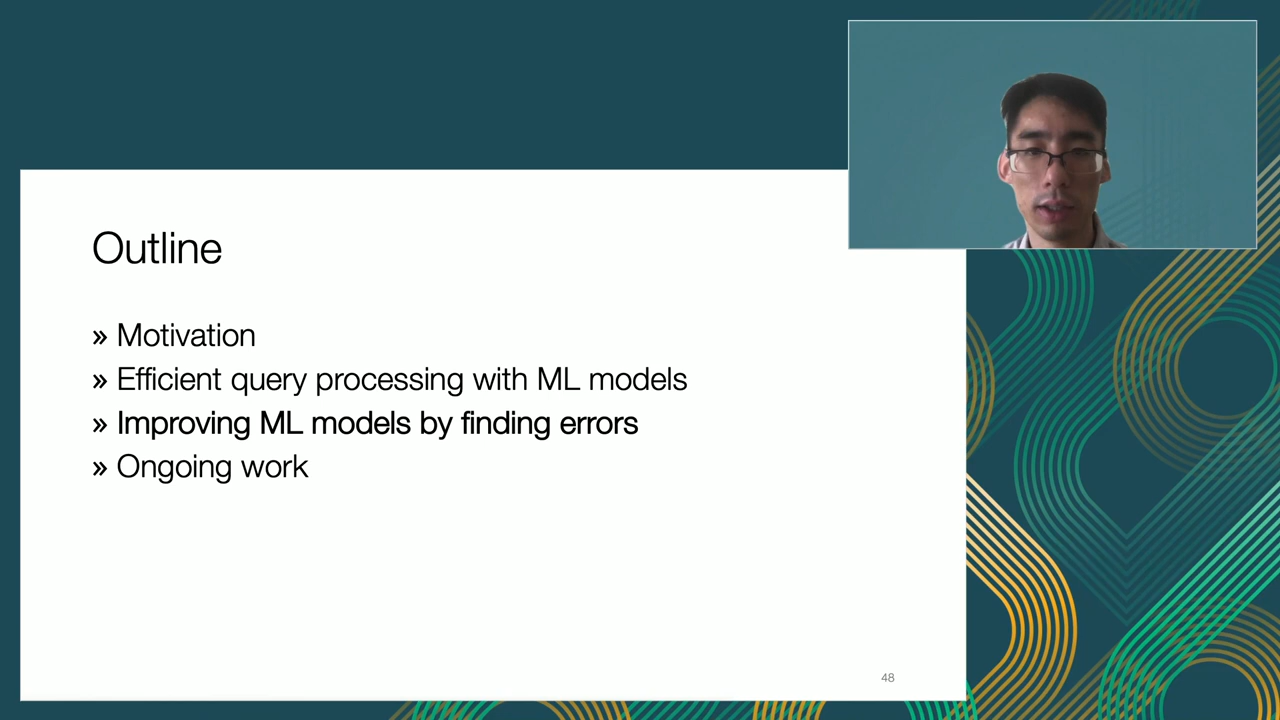 Outline
» Motivation
» Efficient query processing with ML models
» Improving ML models by finding errors
» Ongoing work
48